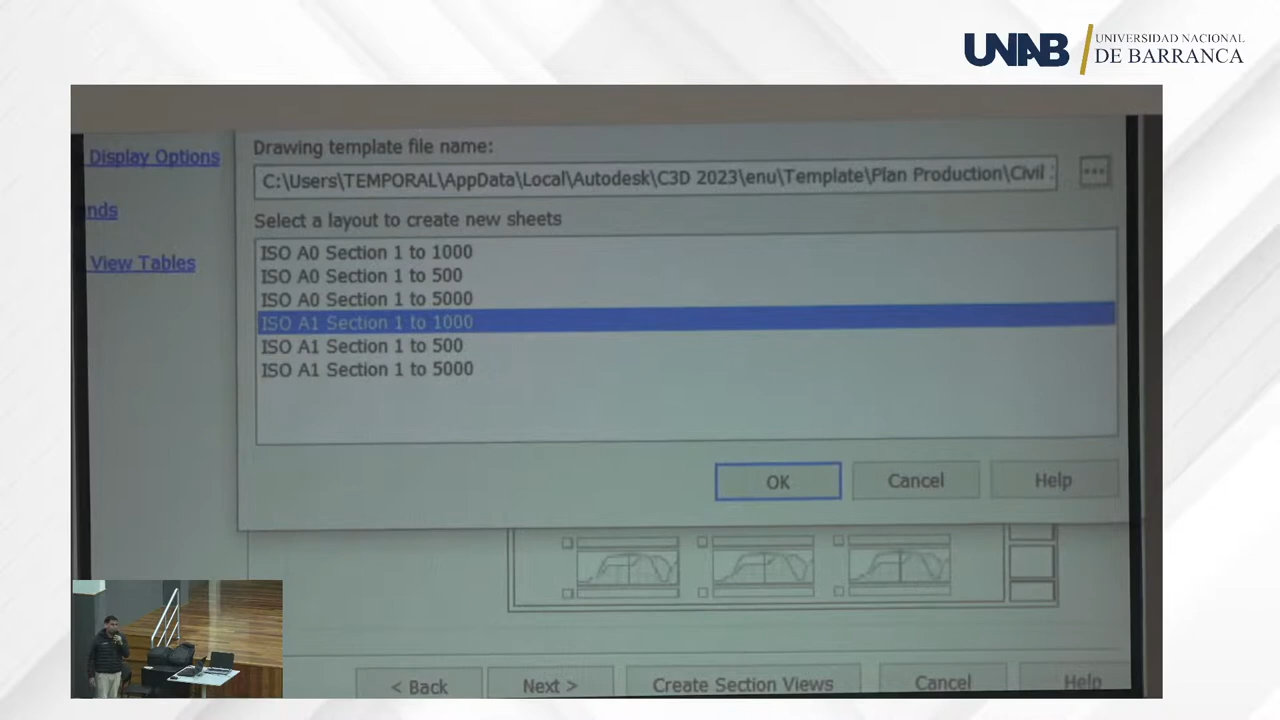 UNAB
UNIVERSIDAD NACIONAL
DE BARRANCA
Display Options
View Tables
Drawing template file name:
C:\Users\TEMPORAL\AppData\Local\Autodesk\C3D 2023\enu\Template\Plan Production\Civil
...
Select a layout to create new sheets
ISO A0 Section 1 to 1000
ISO A0 Section 1 to 500
ISO A0 Section 1 to 5000
ISO A1 Section 1 to 1000
ISO A1 Section 1 to 500
ISO A1 Section 1 to 5000
OK
Cancel
Help
< Back
Next >
Create Section Views
Cancel
Help